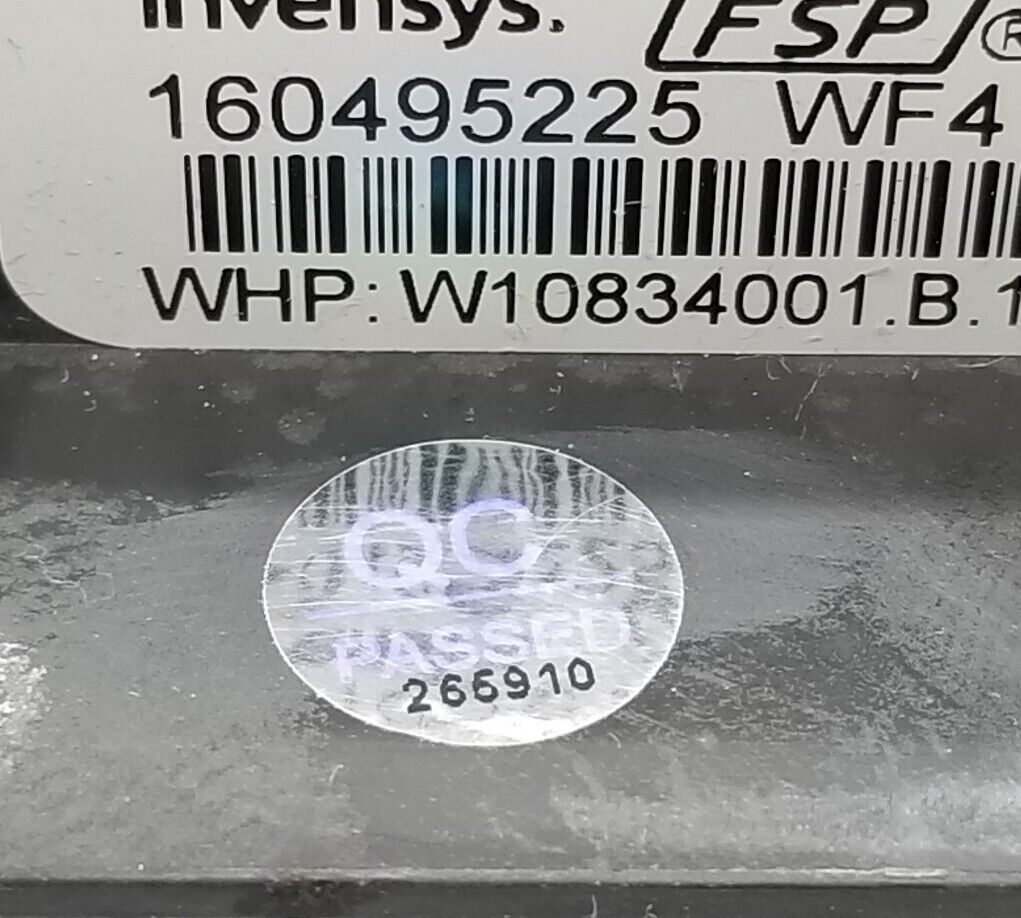 invensys. FSP®
160495225 WF4
WHP: W10834001.B.1
QC
PASSED
266910